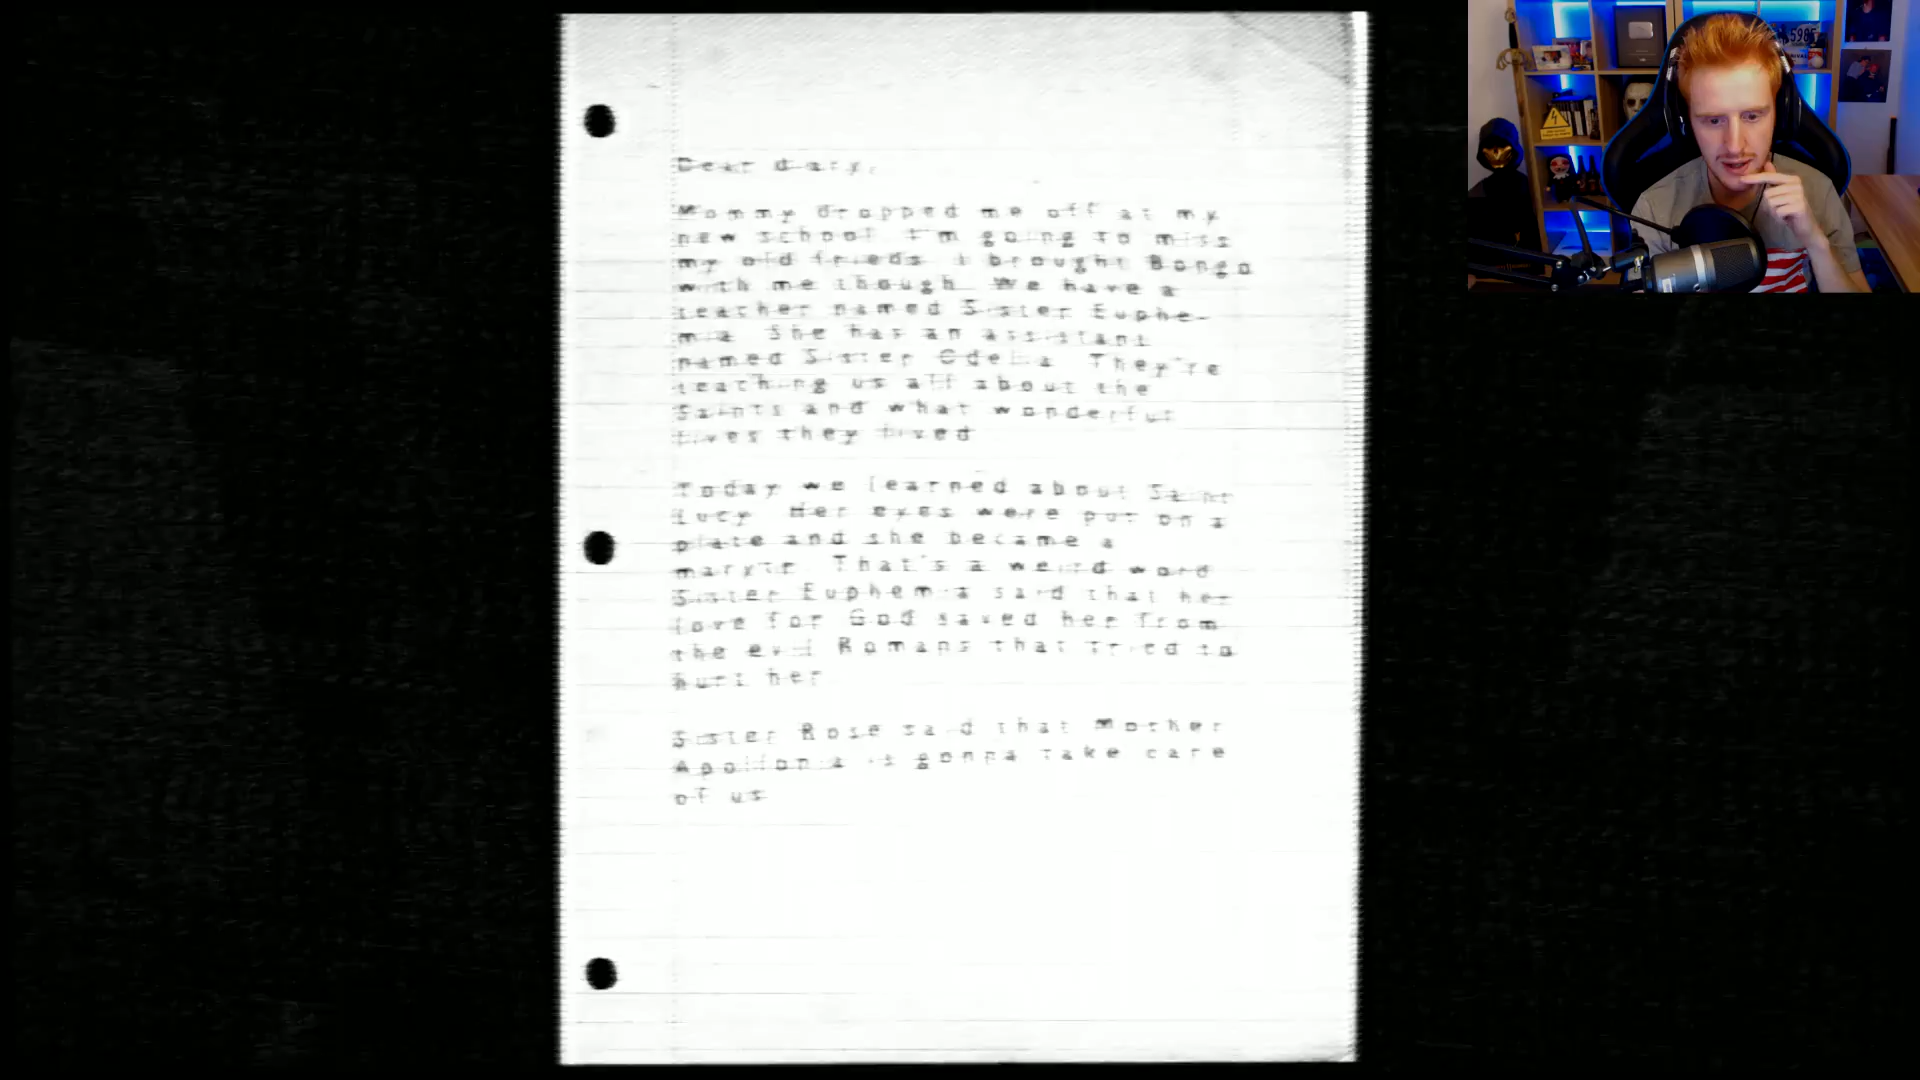 Dear diary,
Mommy dropped me off at my
new school. I'm going to miss
my old frieds. I brought Bongo
with me though. We have a
teacher named Sister Euphe-
mia. She has an assistant
named Sister Odella. They're
teaching us all about the
Saints and what wonderful
lives they lived.
Today we learned about Saint
Lucy. Her eyes were put on a
plate and she became a
marytr. That's a weird word.
Sister Euphemia said that her
love for God saved her from
the evil Romans that tried to
hurt her.
Sister Rose said that Mother
Apollonia is gonna take care
of us.